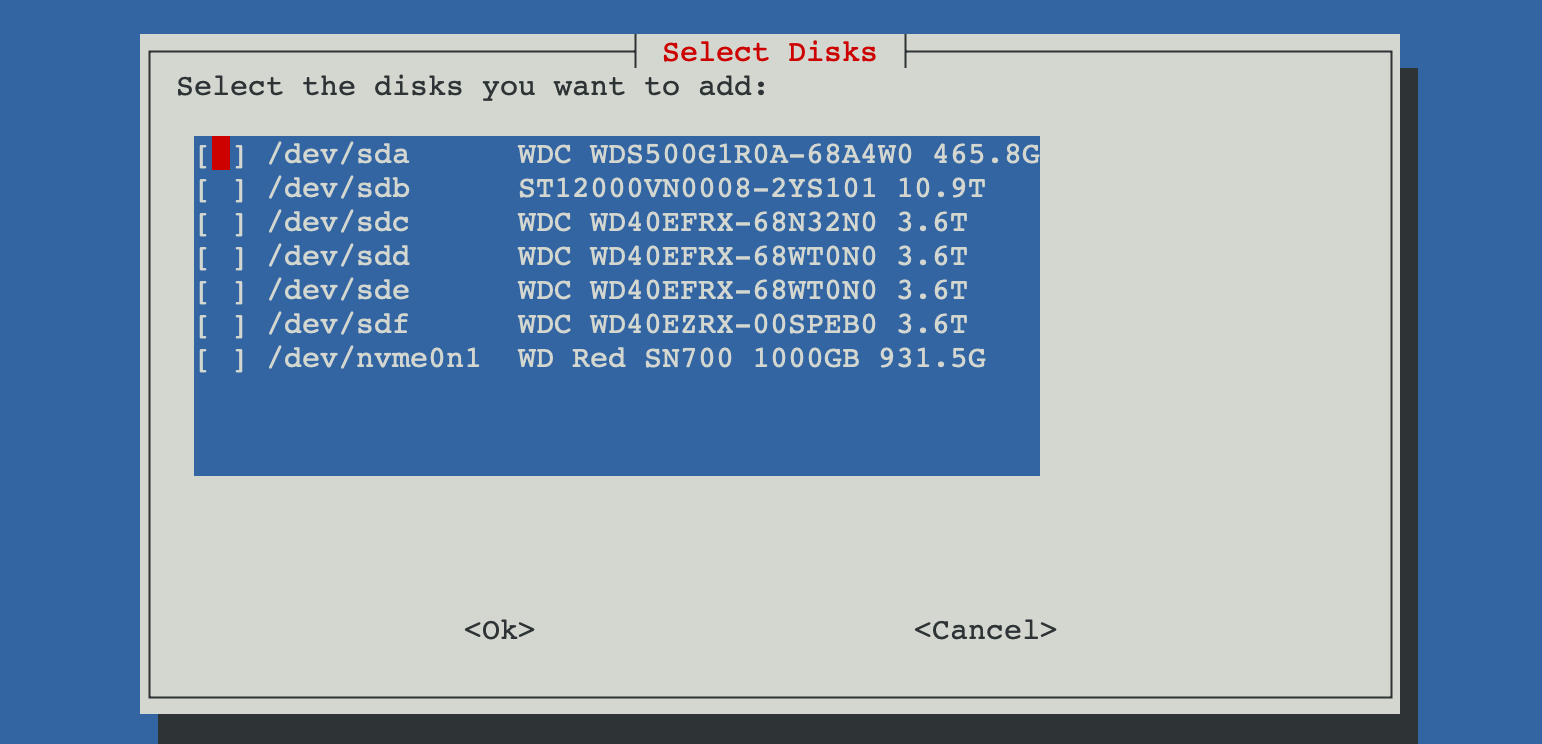 Select Disks
Select the disks you want to add:
[ ] /dev/sda WDC WDS500G1R0A-68A4W0 465.8G
[ ] /dev/sdb ST12000VN0008-2YS101 10.9T
[ ] /dev/sdc WDC WD40EFRX-68N32N0 3.6T
[ ] /dev/sdd WDC WD40EFRX-68WT0N0 3.6T
[ ] /dev/sde WDC WD40EFRX-68WT0N0 3.6T
[ ] /dev/sdf WDC WD40EZRX-00SPEB0 3.6T
[ ] /dev/nvme0n1 WD Red SN700 1000GB 931.5G
<Ok> <Cancel>